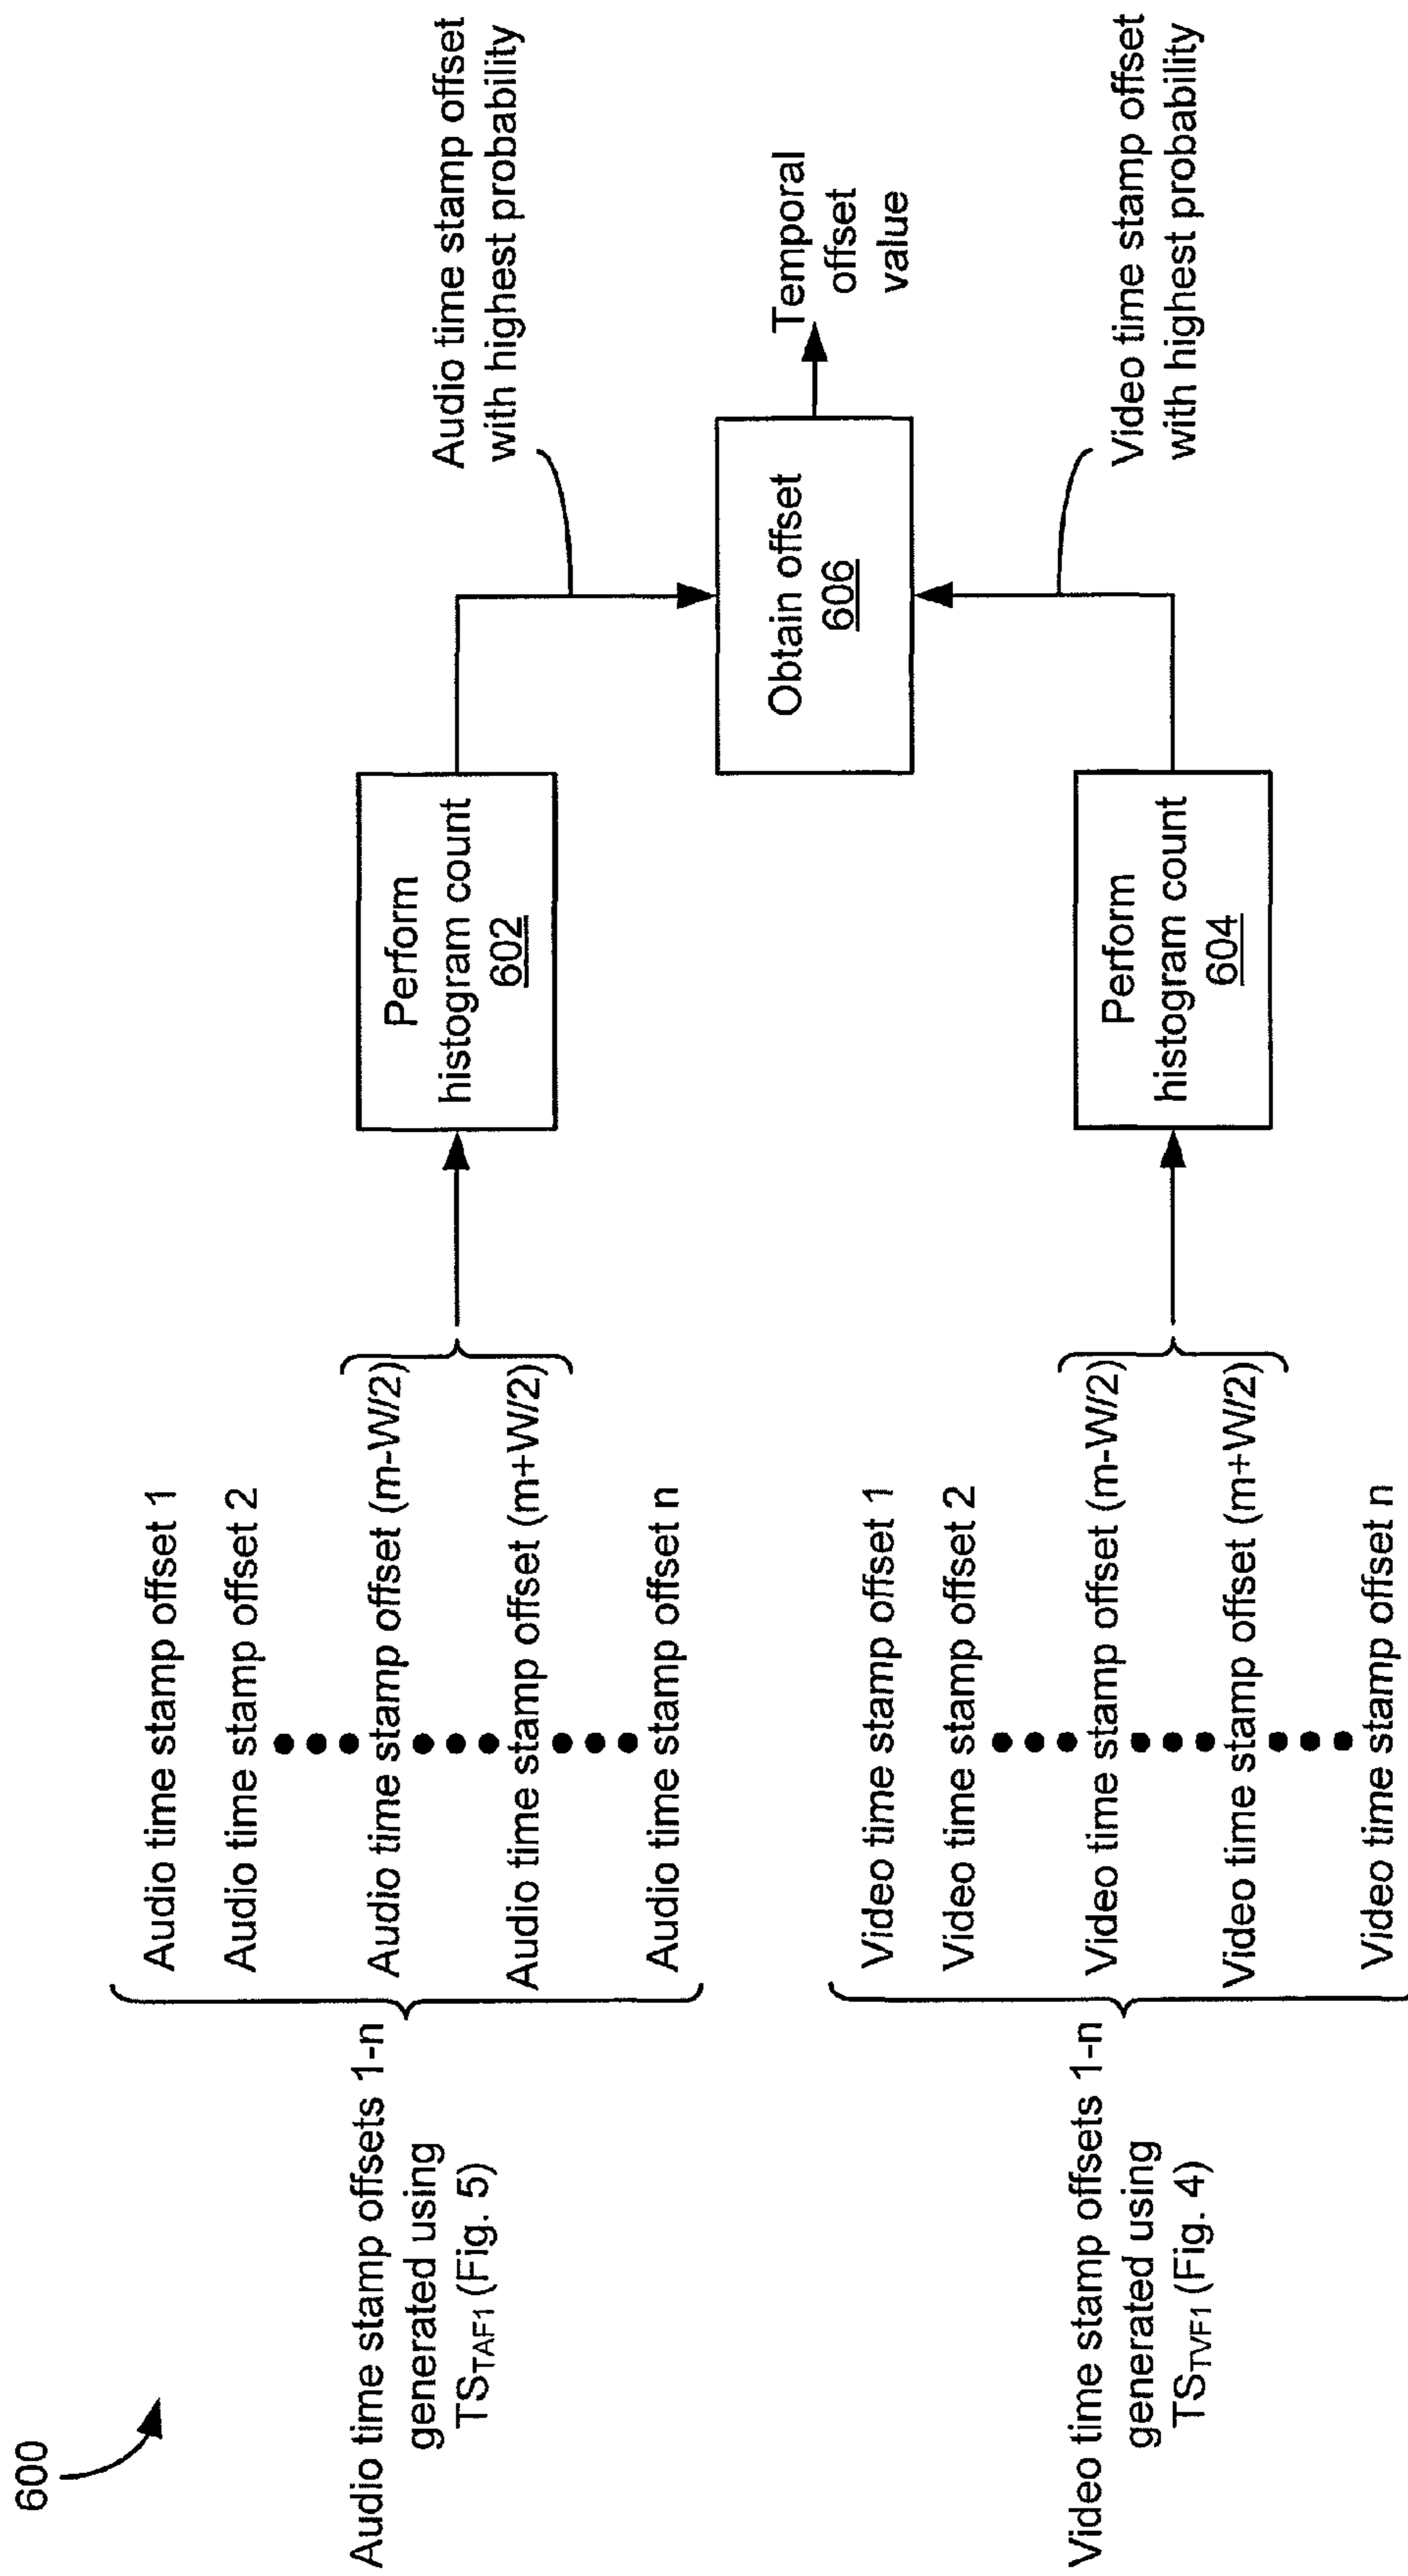 600
Audio time stamp offsets 1-n
generated using
TSTAF1 (Fig. 5)
Audio time stamp offset 1
Audio time stamp offset 2
Audio time stamp offset (m-W/2)
Audio time stamp offset (m+W/2)
Audio time stamp offset n
Perform
histogram count
602
Audio time stamp offset
with highest probability
Obtain offset
606
Temporal
offset
value
Video time stamp offsets 1-n
generated using
TSTVF1 (Fig. 4)
Video time stamp offset 1
Video time stamp offset 2
Video time stamp offset (m-W/2)
Video time stamp offset (m+W/2)
Video time stamp offset n
Perform
histogram count
604
Video time stamp offset
with highest probability